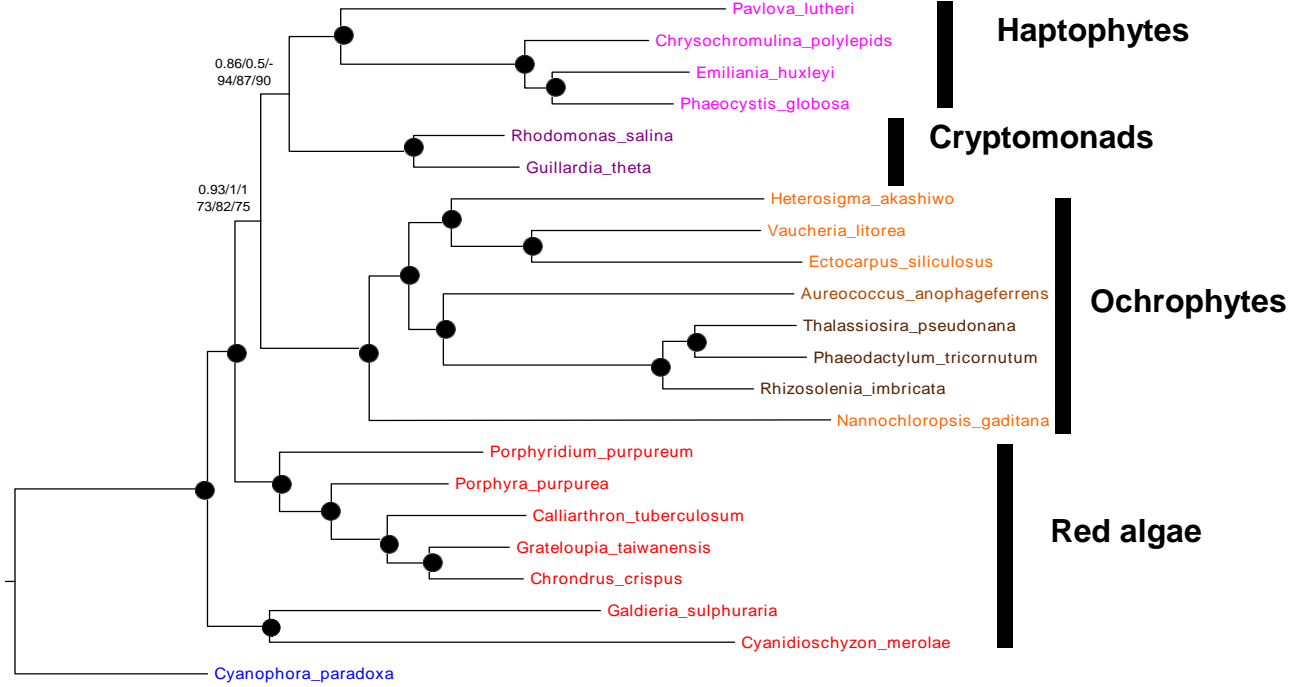 Pavlova_lutheri
Haptophytes
Chrysochromulina_polylepids
0.86/0.5/-
94/87/90
Emiliania_huxleyi
Phaeocystis_globosa
Rhodomonas_salina
Cryptomonads
Guillardia_theta
0.93/1/1
73/82/75
Heterosigma_akashiwo
Vaucheria_litorea
Ectocarpus_siliculosus
Aureococcus_anophageferrens
Ochrophytes
Thalassiosira_pseudonana
Phaeodactylum_tricornutum
Rhizosolenia_imbricata
Nannochloropsis_gaditana
Porphyridium_purpureum
Porphyra_purpurea
Calliarthron_tuberculosum
Red algae
Grateloupia_taiwanensis
Chrondrus_crispus
Galdieria_sulphuraria
Cyanidioschyzon_merolae
Cyanophora_paradoxa